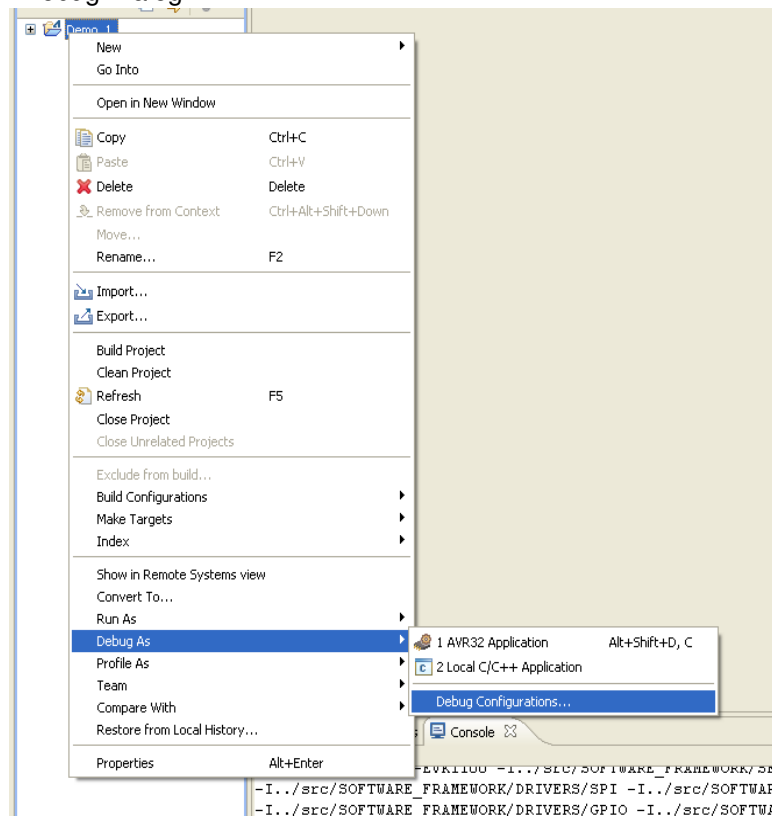 Demo_1
New
Go Into
Open in New Window
Copy Ctrl+C
Paste Ctrl+V
Delete Delete
Remove from Context Ctrl+Alt+Shift+Down
Move...
Rename... F2
Import...
Export...
Build Project
Clean Project
Refresh F5
Close Project
Close Unrelated Projects
Exclude from build...
Build Configurations
Make Targets
Index
Show in Remote Systems view
Convert To...
Run As
Debug As
1 AVR32 Application Alt+Shift+D, C
Profile As
c 2 Local C/C++ Application
Team
Compare With
Debug Configurations...
Restore from Local History...
Console
Properties Alt+Enter
-EVK1100 -I../src/SOFTWARE_FRAMEWORK/
-I../src/SOFTWARE_FRAMEWORK/DRIVERS/SPI -I../src/SOFTWAR
-I../src/SOFTWARE_FRAMEWORK/DRIVERS/GPIO -I../src/SOFTWA